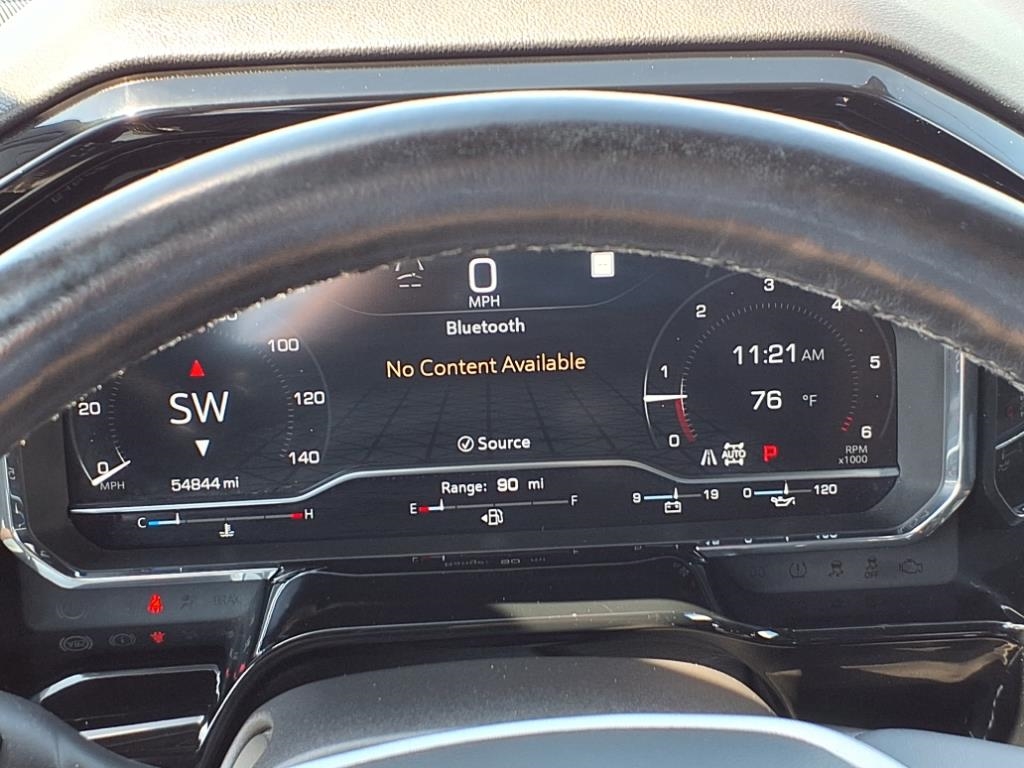 0
MPH
Bluetooth
No Content Available
Source
100
120
140
20
0
MPH
SW
54844 mi
C H
Range: 90 mi
E F
9 19
0 120
0
1
2
3
4
5
6
RPM
x1000
11:21 AM
76 °F
AUTO
P
OFF